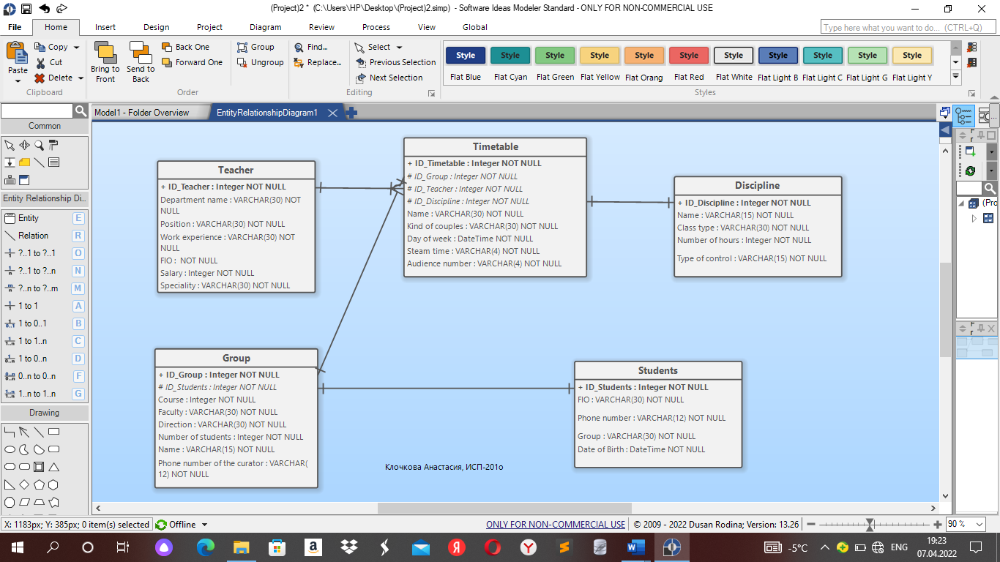 (Project)2 * (C:\Users\HP\Desktop\(Project)2.simp) - Software Ideas Modeler Standard - ONLY FOR NON-COMMERCIAL USE
File Home Insert Design Project Diagram Review Process View Global
Type here what you want to do... (CTRL+Q)
Paste
Copy
Cut
Delete
Clipboard
Bring to
Front
Send to
Back
Back One
Forward One
Order
Group
Ungroup
Find...
Replace...
Select
Previous Selection
Next Selection
Editing
Style Style Style Style Style Style Style Style Style Style Style
Flat Blue Flat Cyan Flat Green Flat Yellow Flat Orang Flat Red Flat White Flat Light B Flat Light C Flat Light G Flat Light Y
Styles
Model1 - Folder Overview EntityRelationshipDiagram1
Common
Entity Relationship Di...
Entity E
Relation R
?..1 to ?..1 O
?..1 to ?..n N
?..n to ?..m M
1 to 1 A
1 to 0..1 B
1 to 1..n C
1 to 0..n D
0..n to 0..n F
1..n to 1..n G
Drawing
Teacher
+ ID_Teacher : Integer NOT NULL
Department name : VARCHAR(30) NOT
NULL
Position : VARCHAR(30) NOT NULL
Work experience : VARCHAR(30) NOT
NULL
FIO : NOT NULL
Salary : Integer NOT NULL
Speciality : VARCHAR(30) NOT NULL
Timetable
+ ID_Timetable : Integer NOT NULL
# ID_Group : Integer NOT NULL
# ID_Teacher : Integer NOT NULL
# ID_Discipline : Integer NOT NULL
Name : VARCHAR(30) NOT NULL
Kind of couples : VARCHAR(30) NOT NULL
Day of week : DateTime NOT NULL
Steam time : VARCHAR(4) NOT NULL
Audience number : VARCHAR(4) NOT NULL
Discipline
+ ID_Discipline : Integer NOT NULL
Name : VARCHAR(15) NOT NULL
Class type : VARCHAR(30) NOT NULL
Number of hours : Integer NOT NULL
Type of control : VARCHAR(15) NOT NULL
Group
+ ID_Group : Integer NOT NULL
# ID_Students : Integer NOT NULL
Course : Integer NOT NULL
Faculty : VARCHAR(30) NOT NULL
Direction : VARCHAR(30) NOT NULL
Number of students : Integer NOT NULL
Name : VARCHAR(15) NOT NULL
Phone number of the curator : VARCHAR(
12) NOT NULL
Students
+ ID_Students : Integer NOT NULL
FIO : VARCHAR(30) NOT NULL
Phone number : VARCHAR(12) NOT NULL
Group : VARCHAR(30) NOT NULL
Date of Birth : DateTime NOT NULL
Клочкова Анастасия, ИСП-201о
(Pro
X: 1183px; Y: 385px; 0 item(s) selected Offline
ONLY FOR NON-COMMERCIAL USE © 2009 - 2022 Dusan Rodina; Version: 13.26 90 %
-5°C ENG
19:23
07.04.2022